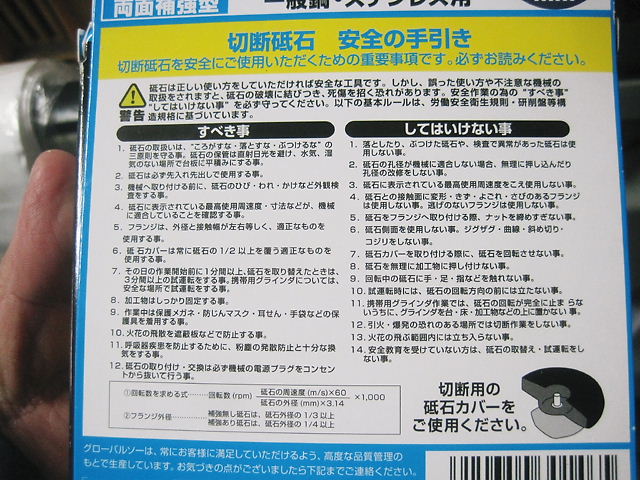 両面補強型
一般鋼・ステンレス用
切断砥石 安全の手引き
切断砥石を安全にご使用いただくための重要事項です。必ずお読みください。
警告
砥石は正しい使い方をしていただければ安全な工具です。しかし、誤った使い方や不注意な機械の
取扱をされますと、砥石の破壊に結びつき、死傷を招く恐れがあります。安全作業の為"すべき事"
"してはいけない事"を必ず守ってください。以下の基本ルールは、労働安全衛生規則・研削盤等構
造規格に基づいています。
すべき事
1. 砥石の取扱いは、"ころがすな・落とすな・ぶつけるな"の
三原則を守る事。砥石の保管は直射日光を避け、水気、湿
気のない場所で台板に平積みにする事。
2. 砥石は必ず先入れ先出しで使用する事。
3. 機械へ取り付ける前に、砥石のひび・われ・かけなど外観検
査をする事。
4. 砥石に表示されている最高使用周速度・寸法などが、機械
に適合していることを確認する事。
5. フランジは、外径と接触幅が左右等しく、適正なものを
使用する事。
6. 砥石カバーは常に砥石の1/2以上を覆う適正なものを
使用する事。
7. その日の作業開始前に1分間以上、砥石を取り替えたときは、
3分間以上の試運転をする事。携帯用グラインダについては、
安全な場所で試運転をする事。
8. 加工物はしっかり固定する事。
9. 作業中は保護メガネ・防じんマスク・耳せん・手袋などの保
護具を着用する事。
10. 火花の飛散を遮蔽板などで防止する事。
11. 呼吸器疾患を防止するために、粉塵の発散防止と十分な換
気をする事。
12. 砥石の取り付け・交換は必ず機械の電源プラグをコンセン
トから抜いて行う事。
してはいけない事
1. 落としたり、ぶつけた砥石や、検査で異常があった砥石は使
用しない事。
2. 砥石の孔径が機械に適合しない場合、無理に押し込んだり
孔径の改修をしない事。
3. 砥石に表示されている最高使用周速度をこえ使用しない事。
4. 砥石との接触面に変形・きず・よごれ・さびのあるフランジ
は使用しない事。逃げのないフランジは使用しない事。
5. 砥石をフランジへ取り付ける際、ナットを締めすぎない事。
6. 砥石側面を使用しない事。ジグザグ・曲線・斜め切り・
コジリをしない事。
7. 砥石カバーを取り付ける際に、砥石を回転させない事。
8. 砥石を無理に加工物に押し付けない事。
9. 回転中の砥石に手・足・指などを触れない事。
10. 試運転時には、砥石の回転方向の前には立たない事。
11. 携帯用グラインダ作業では、砥石の回転が完全に止まらな
いうちに、グラインダを台・床・加工物などの上に置かない事。
12. 引火・爆発の恐れのある場所では切断作業をしない事。
13. 火花の飛ぶ範囲内には立ち入らない事。
14. 安全教育を受けていない方は、砥石の取替え・試運転をし
ない事。
①回転数を求める式………回転数(rpm) 砥石の周速度(m/s)×60
砥石の外径(mm)×3.14
×1,000
②フランジ外径……………補強無し砥石は、砥石外径の1/3以上
補強あり砥石は、砥石外径の1/4以上
切断用の
砥石カバーを
ご使用ください。
グローバルソーは、常にお客様に満足していただけるよう、高度な品質管理の
もとで生産しています。お気づきの点がございましたら下記までご連絡ください。